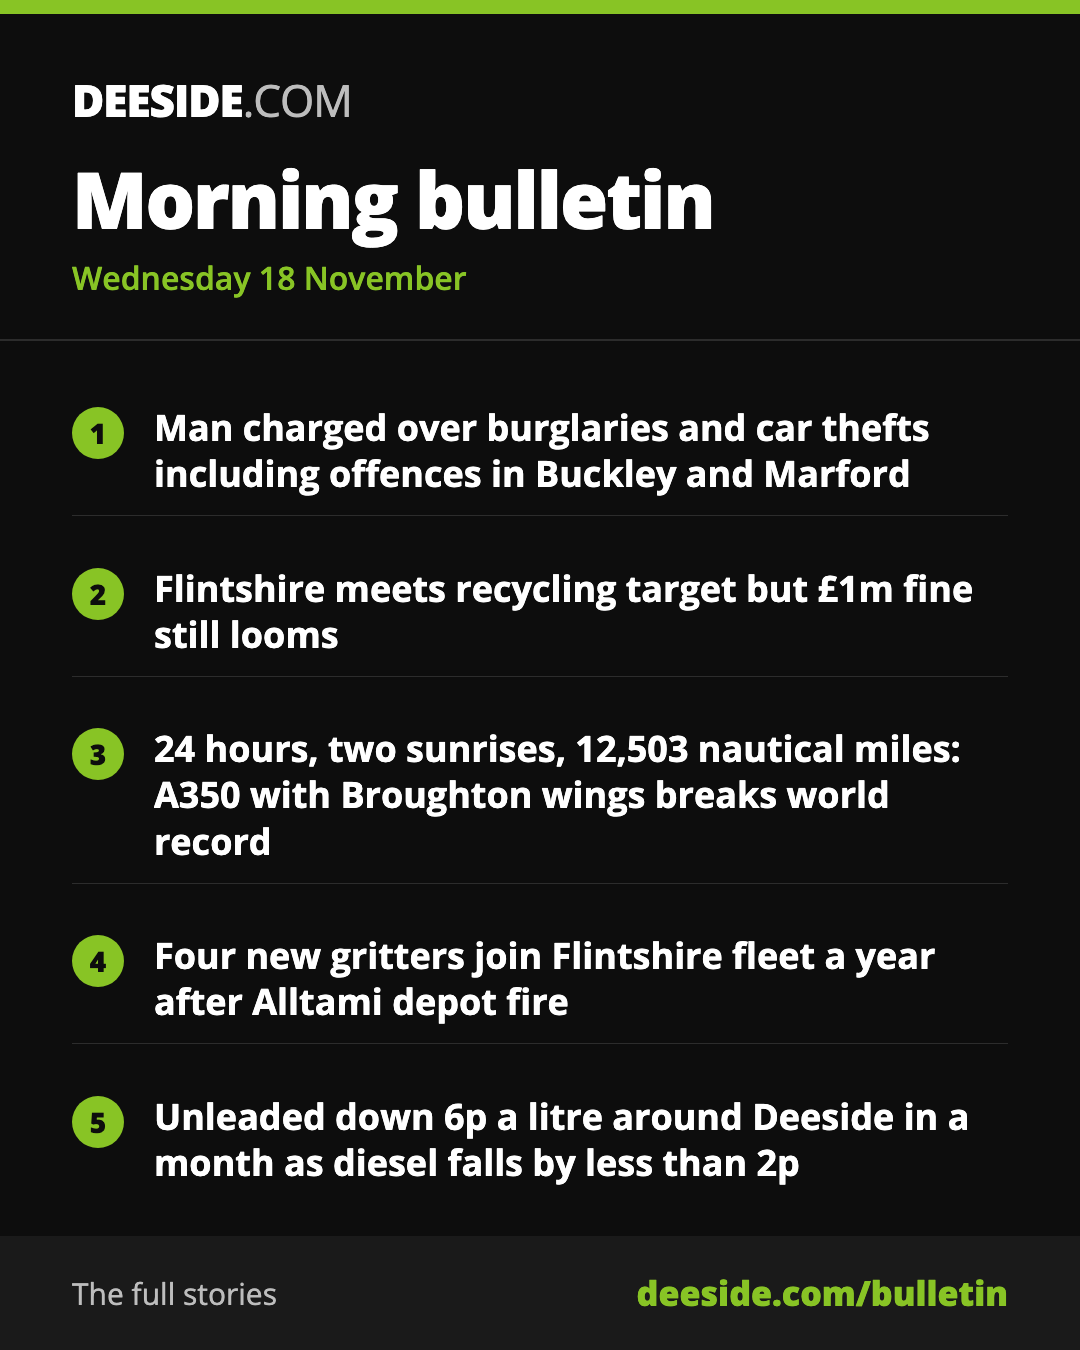 DEESIDE.COM
Morning bulletin
Wednesday 18 November
1
Man charged over burglaries and car thefts
including offences in Buckley and Marford
2
Flintshire meets recycling target but £1m fine
still looms
3
24 hours, two sunrises, 12,503 nautical miles:
A350 with Broughton wings breaks world
record
4
Four new gritters join Flintshire fleet a year
after Alltami depot fire
5
Unleaded down 6p a litre around Deeside in a
month as diesel falls by less than 2p
The full stories
deeside.com/bulletin